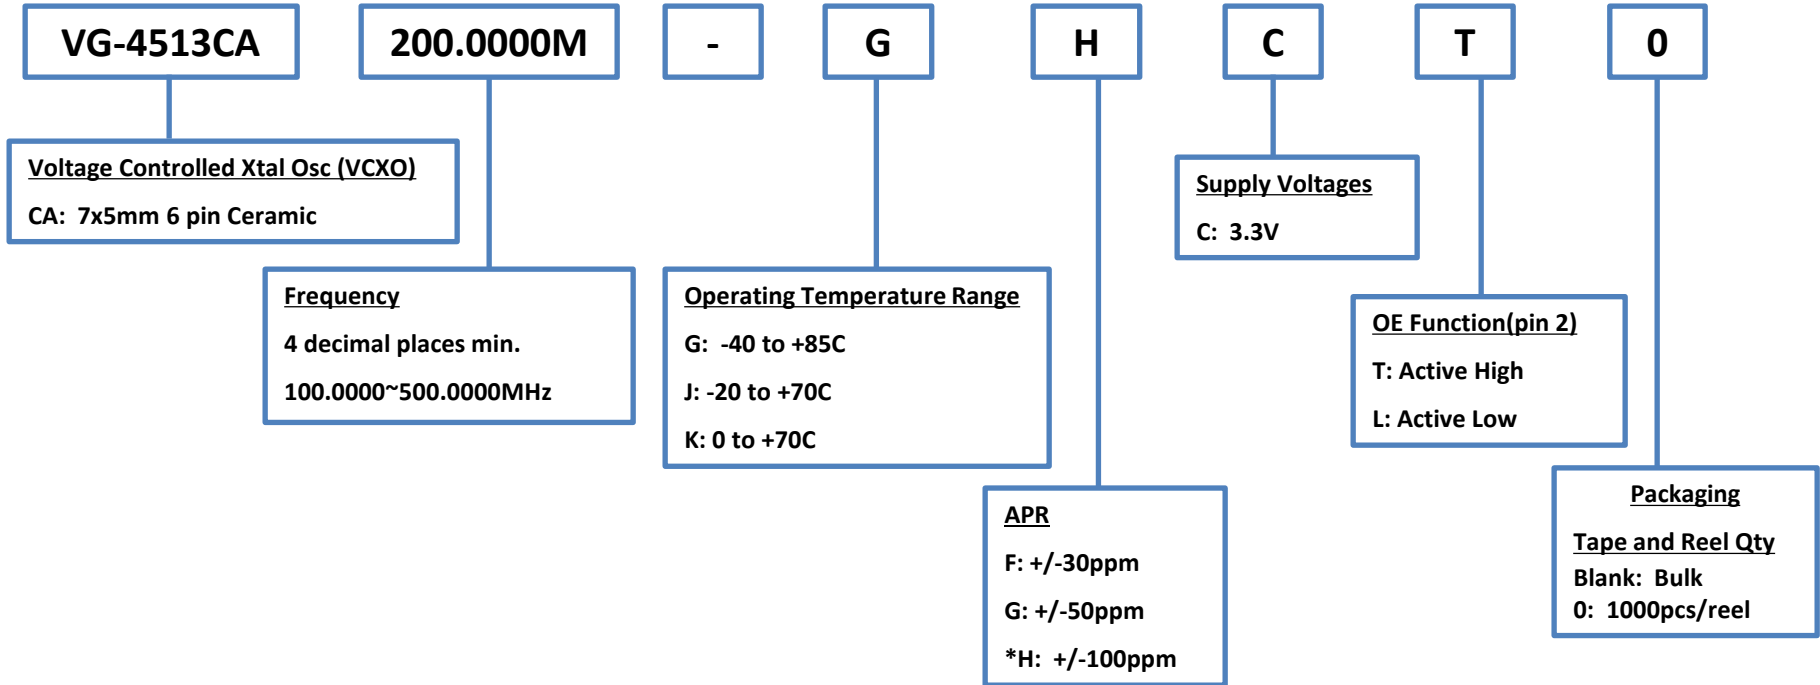 VG-4513CA 200.0000M - G H C T 0
Voltage Controlled Xtal Osc (VCXO)
CA: 7x5mm 6 pin Ceramic
Frequency
4 decimal places min.
100.0000~500.0000MHz
Operating Temperature Range
G: -40 to +85C
J: -20 to +70C
K: 0 to +70C
APR
F: +/-30ppm
G: +/-50ppm
*H: +/-100ppm
Supply Voltages
C: 3.3V
OE Function(pin 2)
T: Active High
L: Active Low
Packaging
Tape and Reel Qty
Blank: Bulk
0: 1000pcs/reel